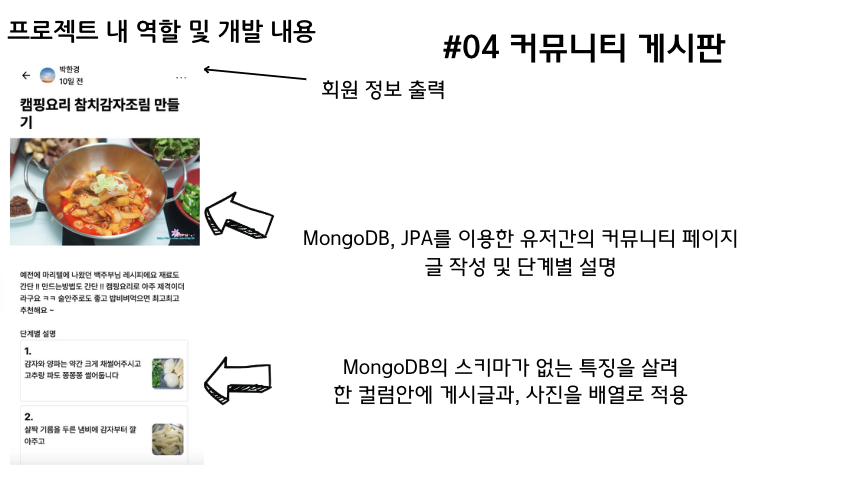 프로젝트 내 역할 및 개발 내용
#04 커뮤니티 게시판
박한경
10일 전
회원 정보 출력
캠핑요리 참치감자조림 만들
기
MongoDB, JPA를 이용한 유저간의 커뮤니티 페이지
글 작성 및 단계별 설명
예전에 마리텔에 나왔던 백주부님 레시피에요 재료도
간단 !! 만드는방법도 간단 !! 캠핑요리로 아주 제격이더
라구요 ㅋㅋ 술안주로도 좋고 밥비벼먹으면 최고최고
추천해요 ~
단계별 설명
1.
감자와 양파는 약간 크게 채썰어주시고
고추랑 파도 쫑쫑쫑 썰어둡니다
MongoDB의 스키마가 없는 특징을 살려
한 컬럼안에 게시글과, 사진을 배열로 적용
2.
살짝 기름을 두른 냄비에 감자부터 깔
아주고